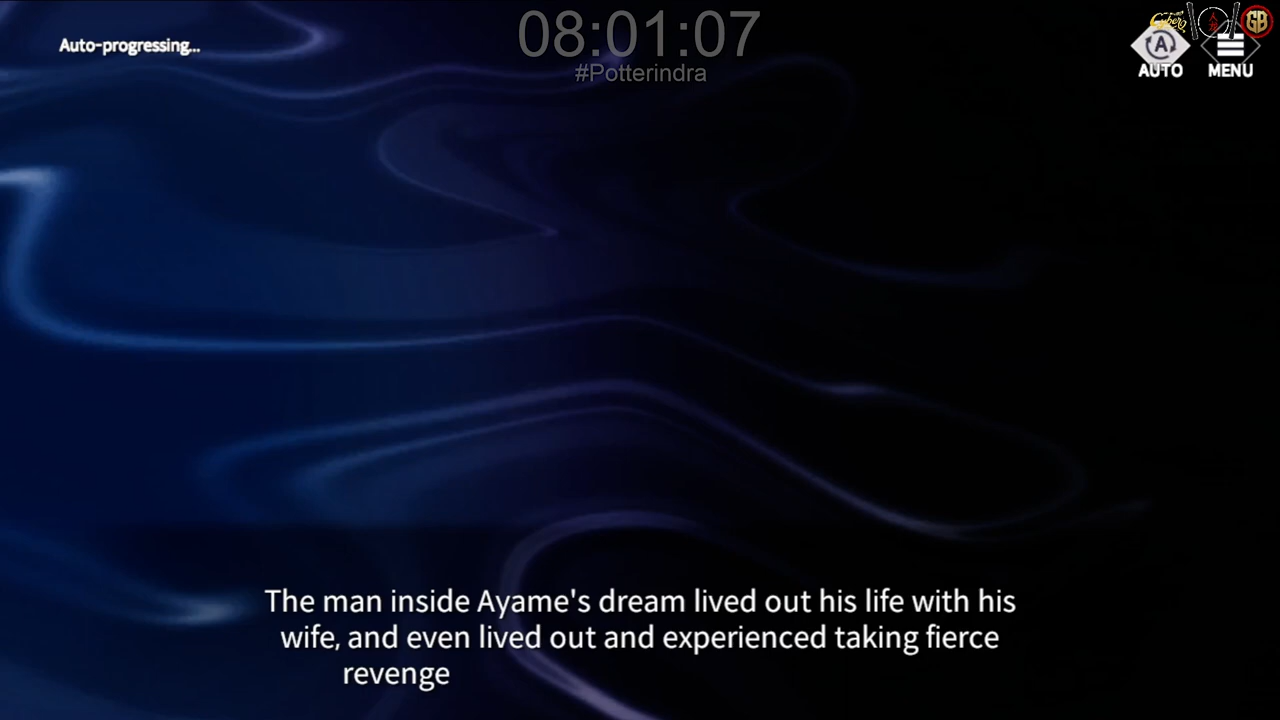 08:01:07
#Potterindra
Auto-progressing...
GB
A
AUTO
MENU
The man inside Ayame's dream lived out his life with his
wife, and even lived out and experienced taking fierce
revenge